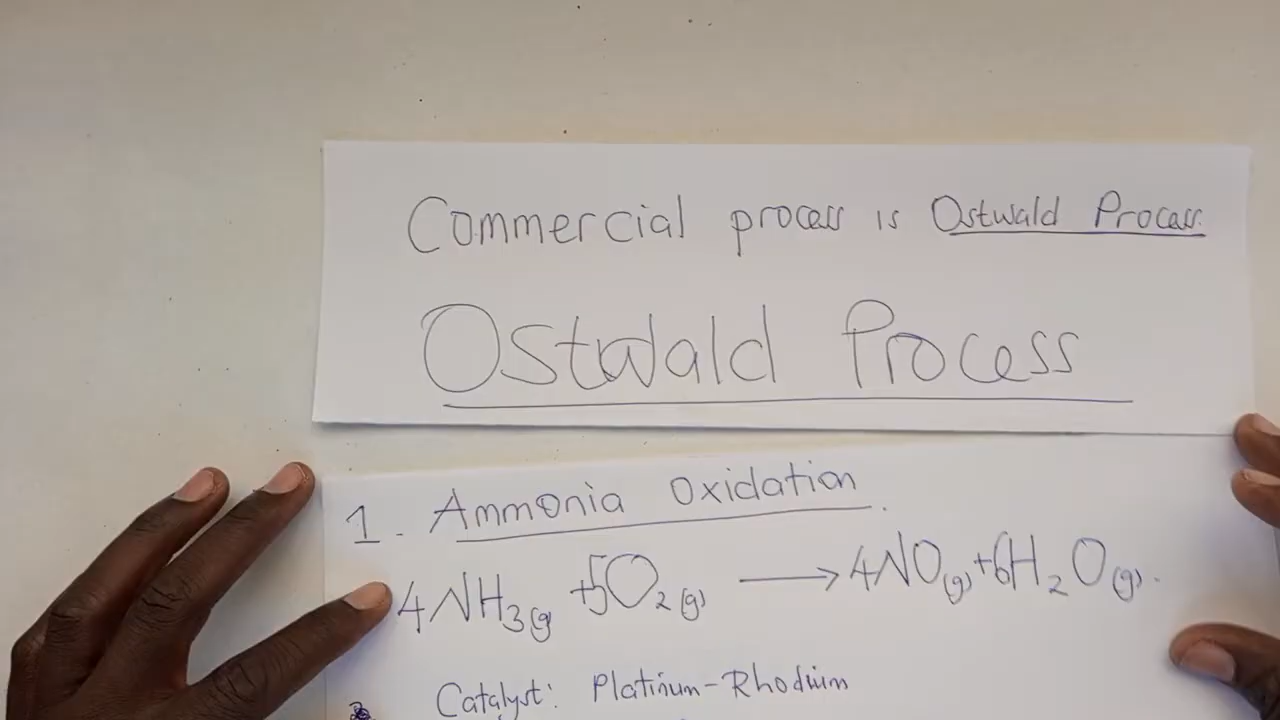 Commercial process is Ostwald Process.
Ostwald Process
1. Ammonia Oxidation.
4NH₃(g) + 5O₂(g) → 4NO(g) + 6H₂O(g).
Catalyst: Platinum-Rhodium